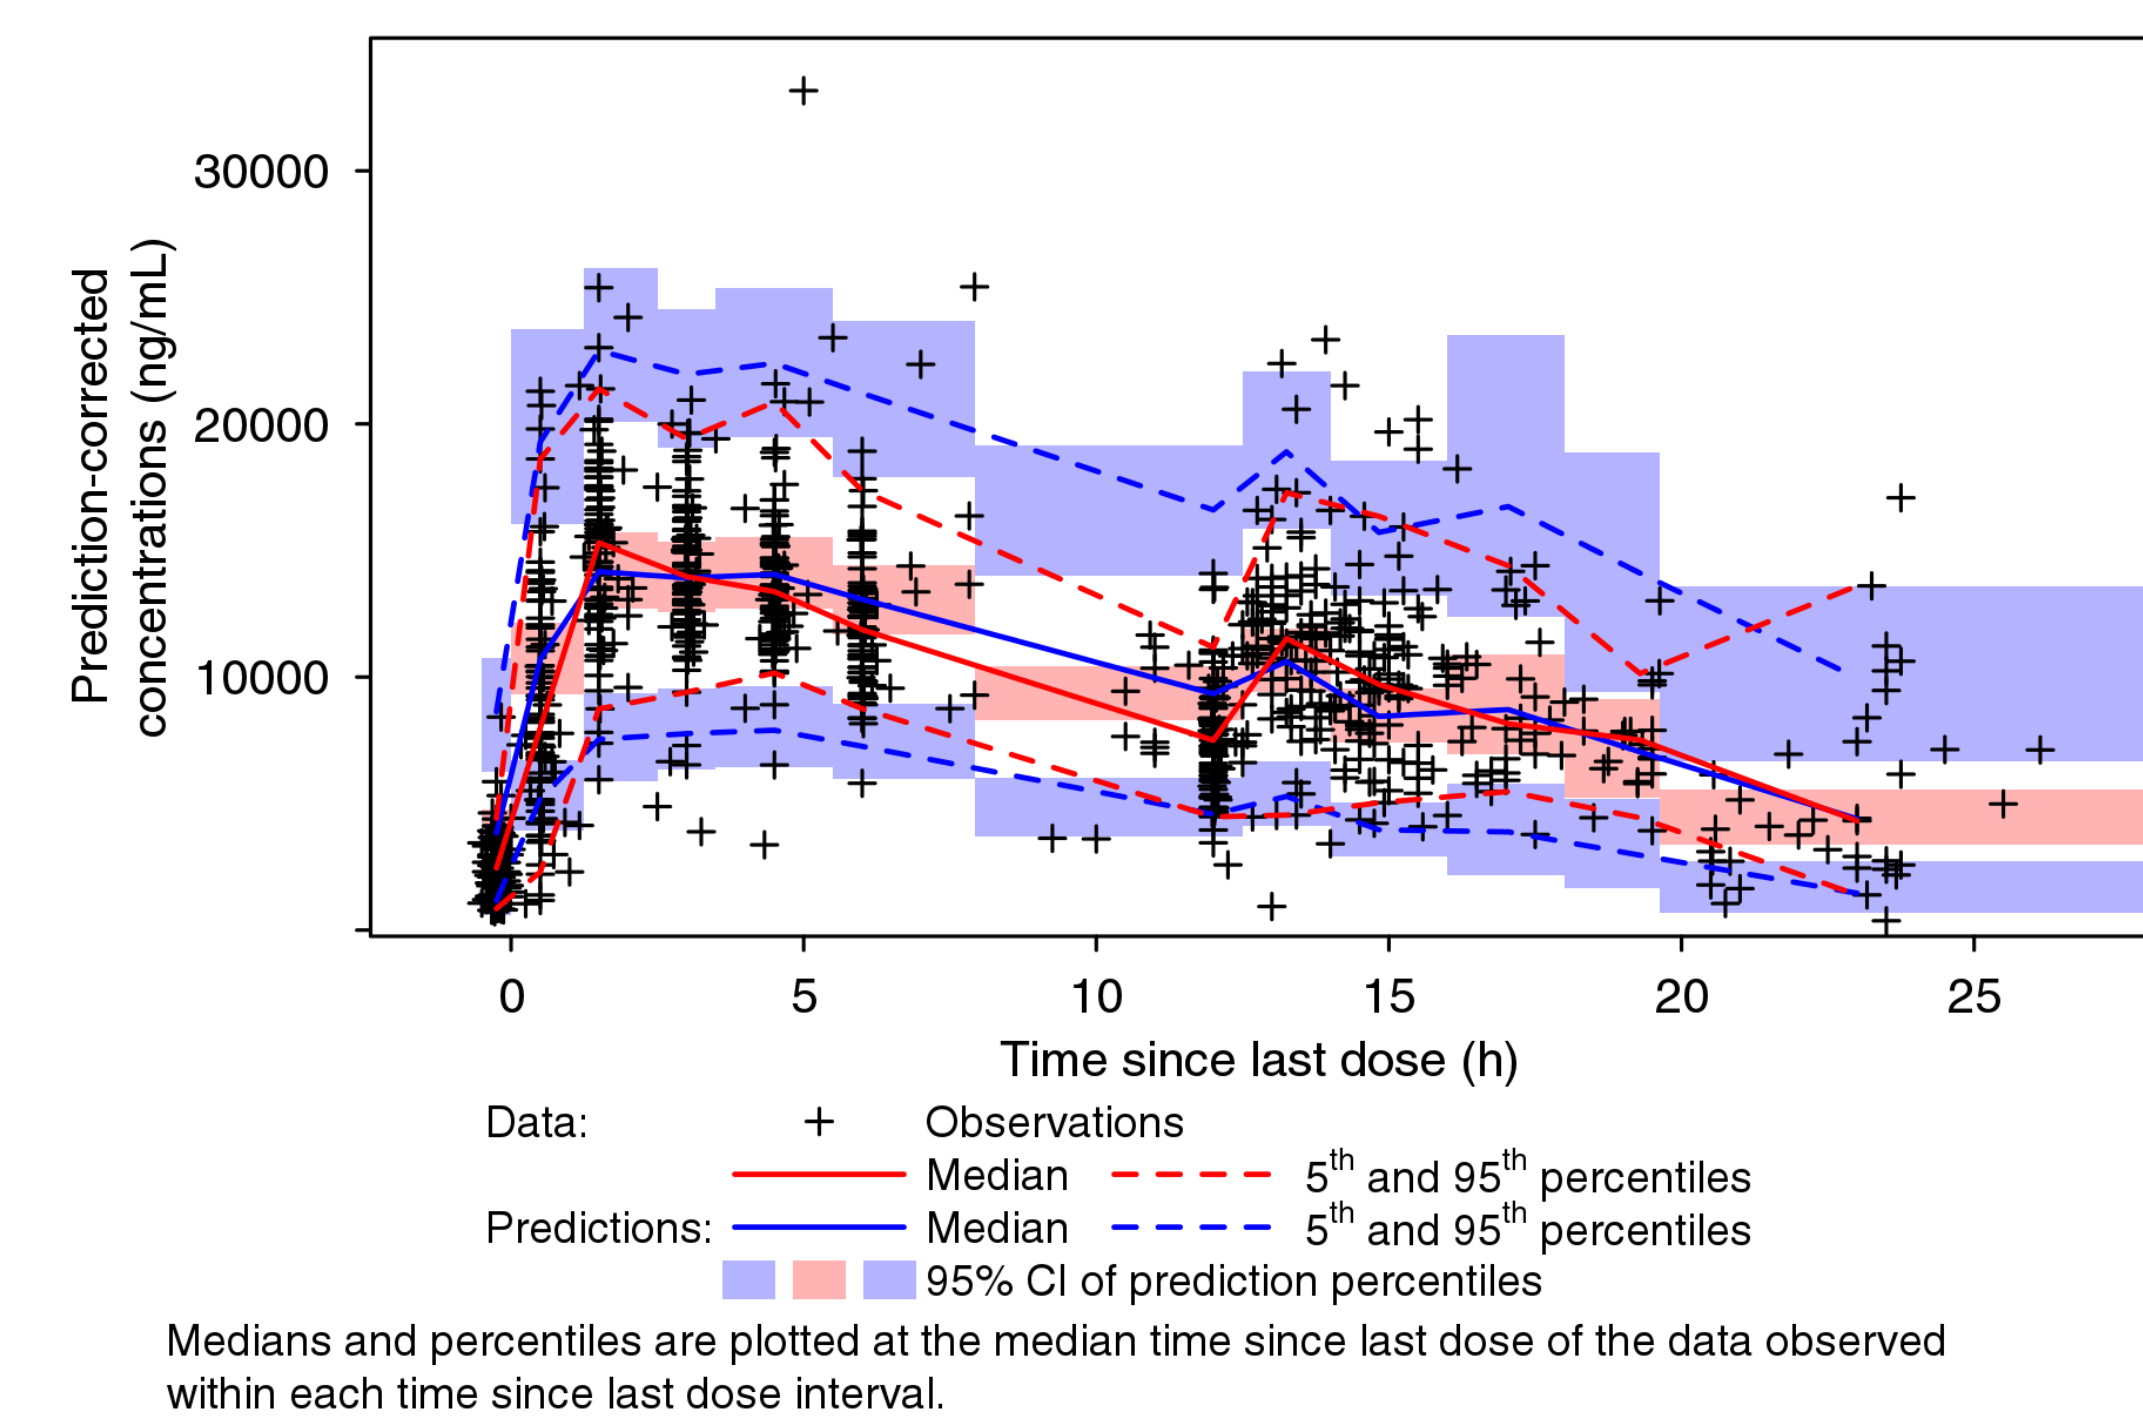 30000
20000
10000
Prediction-corrected
concentrations (ng/mL)
0 5 10 15 20 25
Time since last dose (h)
Data: Observations
Median 5th and 95th percentiles
Predictions: Median 5th and 95th percentiles
95% CI of prediction percentiles
Medians and percentiles are plotted at the median time since last dose of the data observed
within each time since last dose interval.